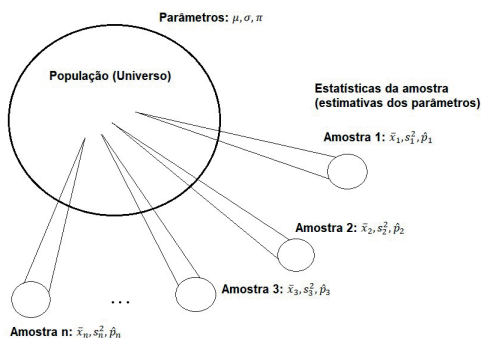 Parâmetros: μ, σ, π
População (Universo)
Estatísticas da amostra
(estimativas dos parâmetros)
Amostra 1: x̄₁, s₁², p̂₁
Amostra 2: x̄₂, s₂², p̂₂
Amostra 3: x̄₃, s₃², p̂₃
...
Amostra n: x̄ₙ, sₙ², p̂ₙ